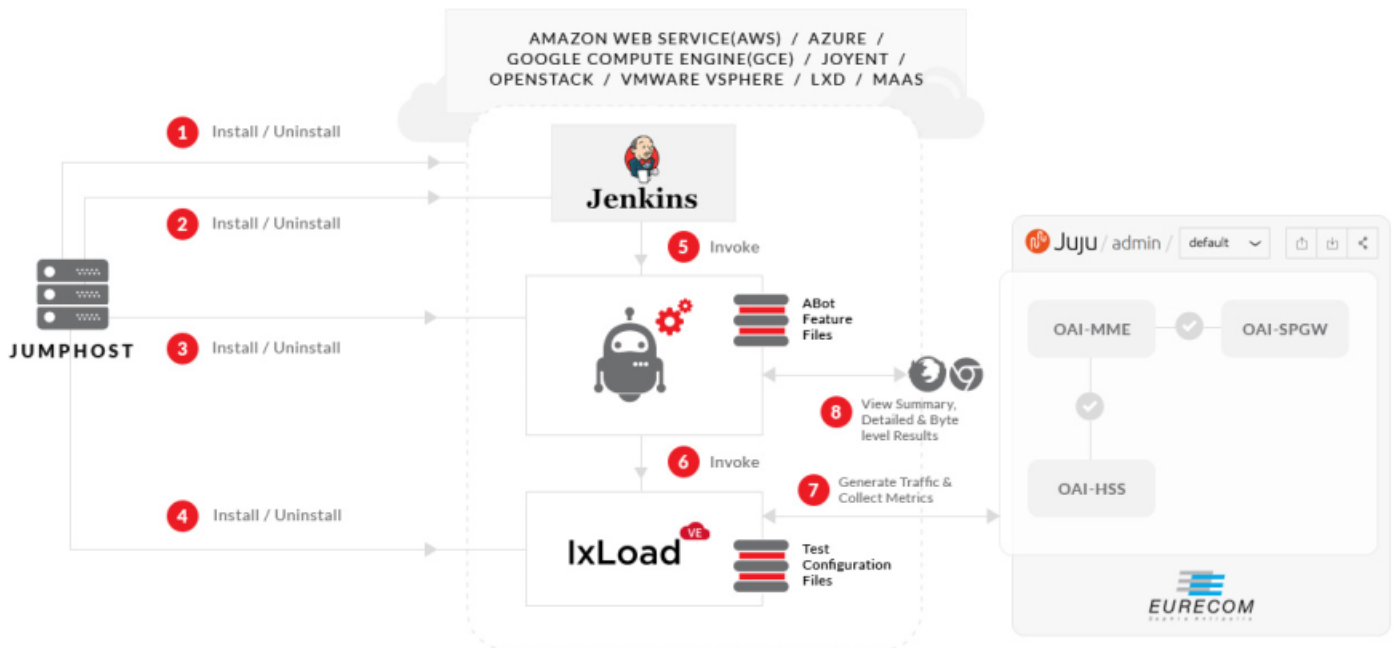 AMAZON WEB SERVICE(AWS) / AZURE /
GOOGLE COMPUTE ENGINE(GCE) / JOYENT /
OPENSTACK / VMWARE VSPHERE / LXD / MAAS
1 Install / Uninstall
Jenkins
2 Install / Uninstall
5 Invoke
JUMPHOST
3 Install / Uninstall
ABot
Feature
Files
8 View Summary,
Detailed & Byte
level Results
6 Invoke
7 Generate Traffic &
Collect Metrics
4 Install / Uninstall
IxLoad VE
Test
Configuration
Files
Juju / admin / default
OAI-MME
OAI-SPGW
OAI-HSS
EURECOM
Sophia Antipolis